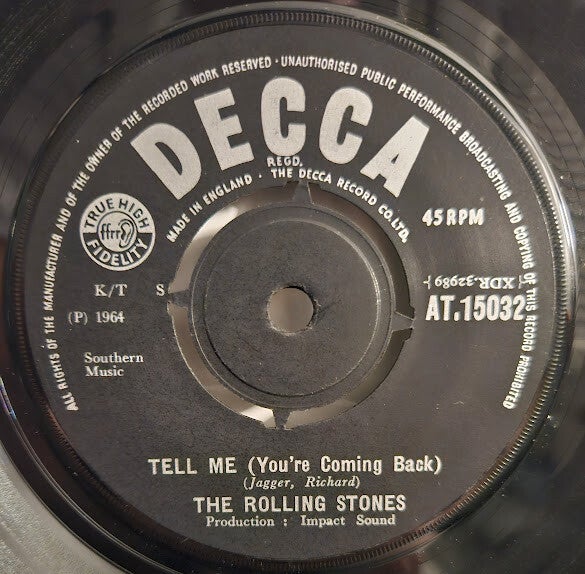 ALL RIGHTS OF THE MANUFACTURER AND OF THE OWNER OF THE RECORDED WORK RESERVED · UNAUTHORISED PUBLIC PERFORMANCE BROADCASTING AND COPYING OF THIS RECORD PROHIBITED
DECCA
REGD.
MADE IN ENGLAND · THE DECCA RECORD CO. LTD.
TRUE HIGH
ffrr
FIDELITY
45 RPM
K/T S
XDR.32989
(P) 1964
AT.15032
Southern
Music
TELL ME (You're Coming Back)
(Jagger, Richard)
THE ROLLING STONES
Production : Impact Sound